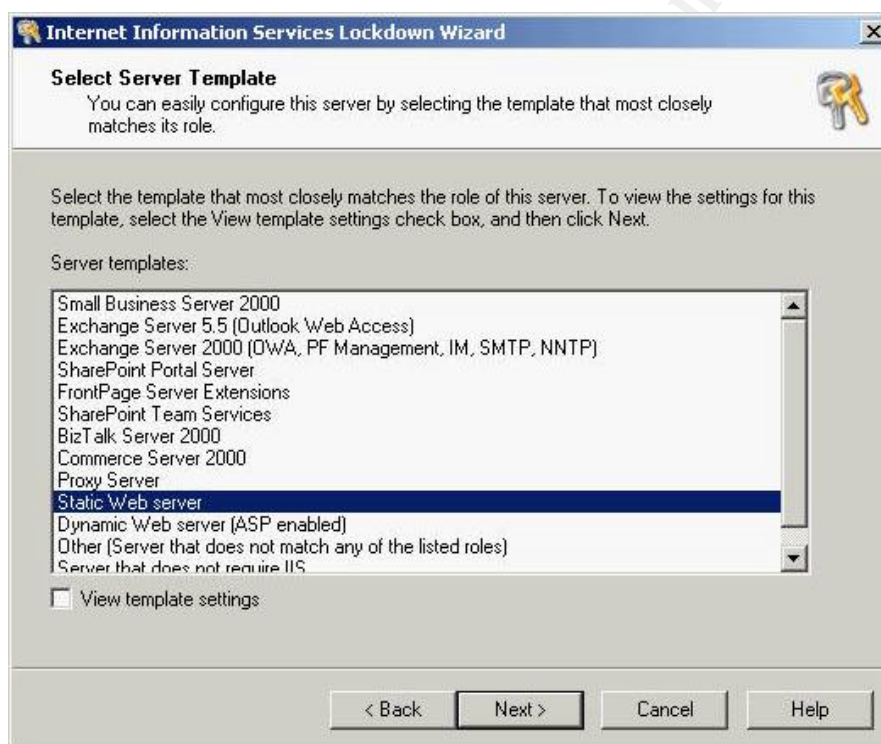 Internet Information Services Lockdown Wizard
Select Server Template
You can easily configure this server by selecting the template that most closely
matches its role.
Select the template that most closely matches the role of this server. To view the settings for this
template, select the View template settings check box, and then click Next.
Server templates:
Small Business Server 2000
Exchange Server 5.5 (Outlook Web Access)
Exchange Server 2000 (OWA, PF Management, IM, SMTP, NNTP)
SharePoint Portal Server
FrontPage Server Extensions
SharePoint Team Services
BizTalk Server 2000
Commerce Server 2000
Proxy Server
Static Web server
Dynamic Web server (ASP enabled)
Other (Server that does not match any of the listed roles)
Server that does not require IIS
View template settings
< Back
Next >
Cancel
Help